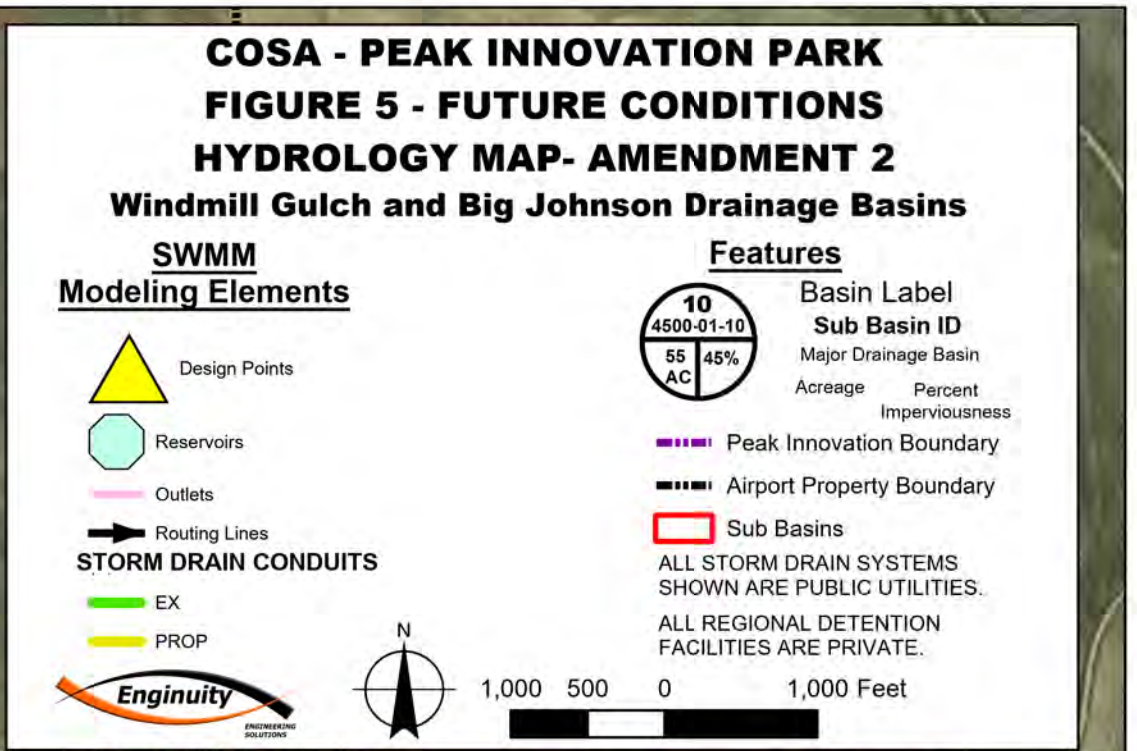 COSA - PEAK INNOVATION PARK
FIGURE 5 - FUTURE CONDITIONS
HYDROLOGY MAP- AMENDMENT 2
Windmill Gulch and Big Johnson Drainage Basins
SWMM
Modeling Elements
Design Points
Reservoirs
Outlets
Routing Lines
STORM DRAIN CONDUITS
EX
PROP
Enginuity
ENGINEERING
SOLUTIONS
N
1,000 500 0 1,000 Feet
Features
10
4500-01-10
55 45%
AC
Basin Label
Sub Basin ID
Major Drainage Basin
Acreage Percent
Imperviousness
Peak Innovation Boundary
Airport Property Boundary
Sub Basins
ALL STORM DRAIN SYSTEMS
SHOWN ARE PUBLIC UTILITIES.
ALL REGIONAL DETENTION
FACILITIES ARE PRIVATE.